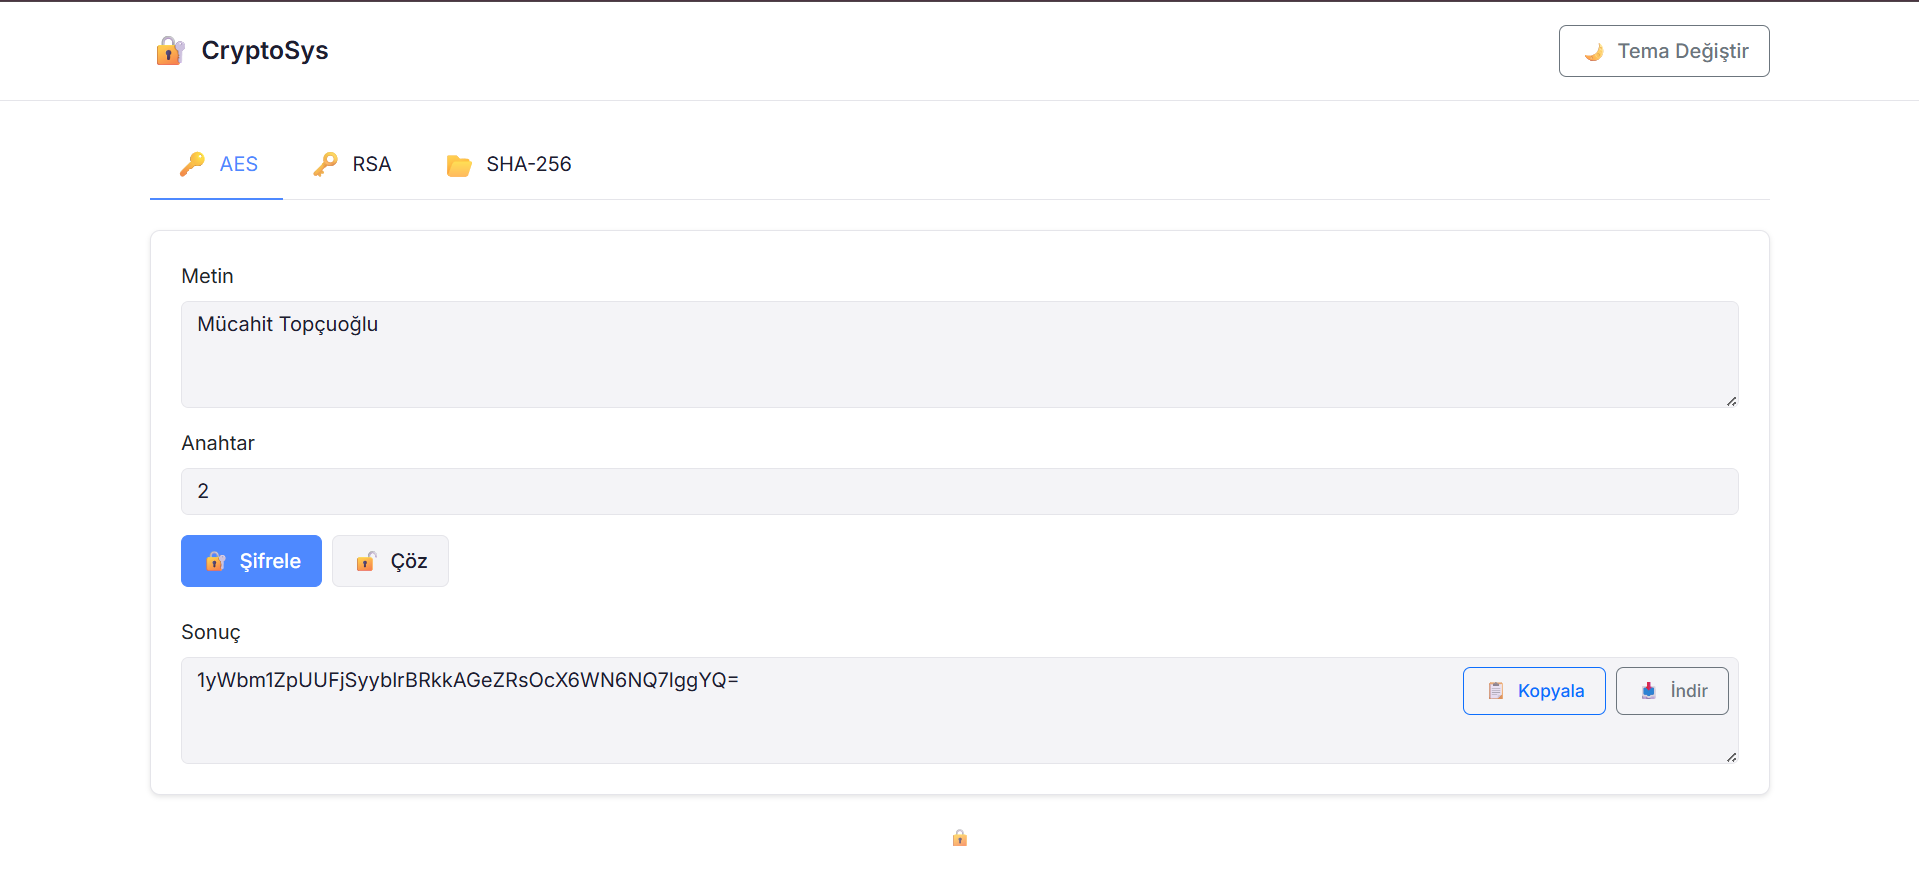 CryptoSys
Tema Değiştir
AES
RSA
SHA-256
Metin
Mücahit Topçuoğlu
Anahtar
2
Şifrele
Çöz
Sonuç
1yWbm1ZpUUFjSyyblrBRkkAGeZRsOcX6WN6NQ7lggYQ=
Kopyala
İndir